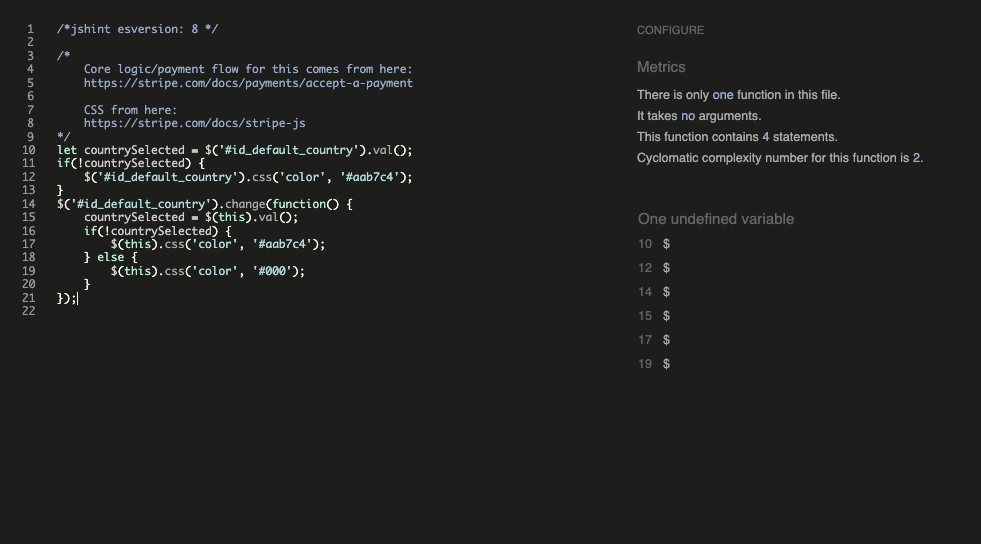 1 /*jshint esversion: 8 */
2
3 /*
4 Core logic/payment flow for this comes from here:
5 https://stripe.com/docs/payments/accept-a-payment
6
7 CSS from here:
8 https://stripe.com/docs/stripe-js
9 */
10 let countrySelected = $('#id_default_country').val();
11 if(!countrySelected) {
12 $('#id_default_country').css('color', '#aab7c4');
13 }
14 $('#id_default_country').change(function() {
15 countrySelected = $(this).val();
16 if(!countrySelected) {
17 $(this).css('color', '#aab7c4');
18 } else {
19 $(this).css('color', '#000');
20 }
21 });
22
CONFIGURE
Metrics
There is only one function in this file.
It takes no arguments.
This function contains 4 statements.
Cyclomatic complexity number for this function is 2.
One undefined variable
10 $
12 $
14 $
15 $
17 $
19 $